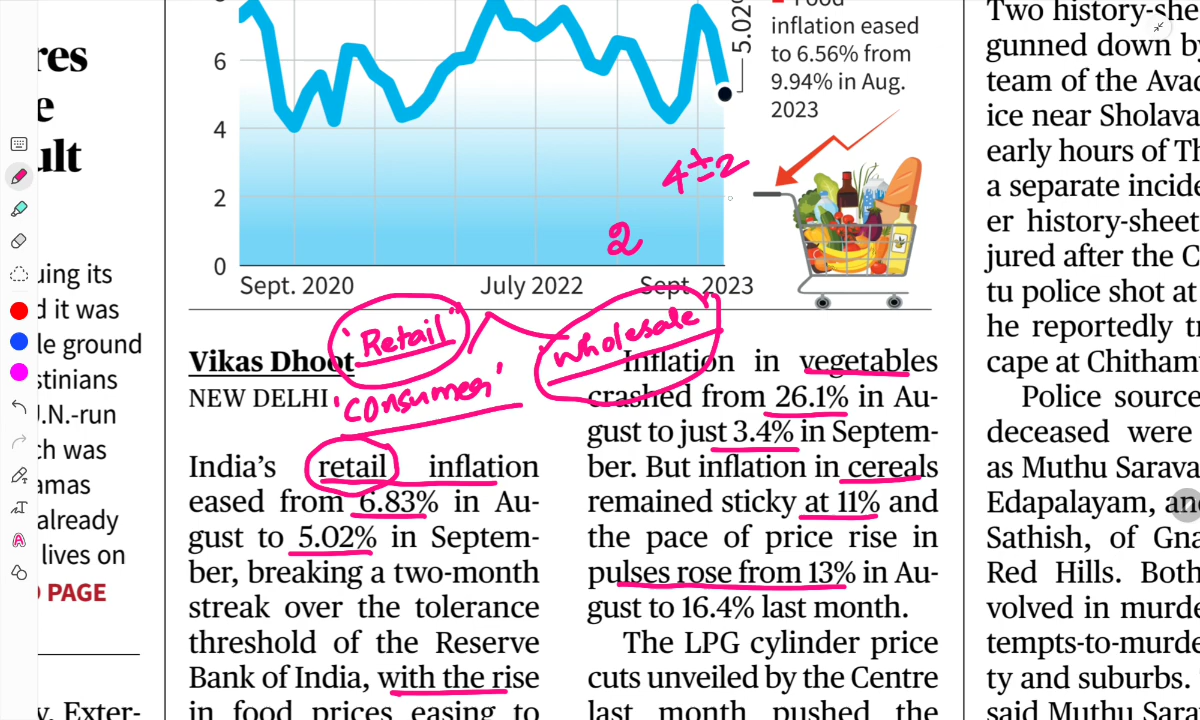 res
e
ult
uing its
d it was
le ground
stinians
J.N.-run
ch was
amas
already
lives on
PAGE
y. Exter-
6
4
2
0
Sept. 2020
July 2022
Sept. 2023
5.02%
4±2
2
Food
inflation eased
to 6.56% from
9.94% in Aug.
2023
'Retail"
"wholesale"
'consumer'
Vikas Dhoot
NEW DELHI
India's retail inflation
eased from 6.83% in Au-
gust to 5.02% in Septem-
ber, breaking a two-month
streak over the tolerance
threshold of the Reserve
Bank of India, with the rise
in food prices easing to
Inflation in vegetables
crashed from 26.1% in Au-
gust to just 3.4% in Septem-
ber. But inflation in cereals
remained sticky at 11% and
the pace of price rise in
pulses rose from 13% in Au-
gust to 16.4% last month.
The LPG cylinder price
cuts unveiled by the Centre
last month pushed the
Two history-she
gunned down by
team of the Avad
ice near Sholava
early hours of Th
a separate incide
er history-sheet
jured after the C
tu police shot at
he reportedly tr
cape at Chitham
Police source
deceased were
as Muthu Sarava
Edapalayam, and
Sathish, of Gna
Red Hills. Both
volved in murde
tempts-to-murde
ty and suburbs.
said Muthu Sara